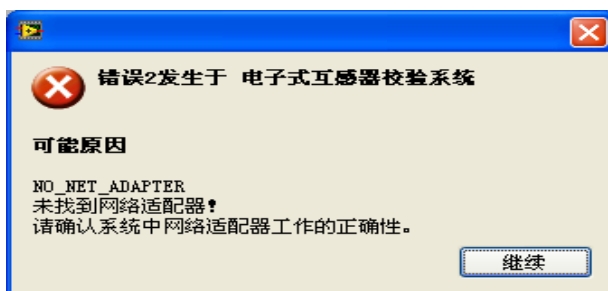 错误2发生于 电子式互感器校验系统
可能原因
NO_NET_ADAPTER
未找到网络适配器！
请确认系统中网络适配器工作的正确性。
继续